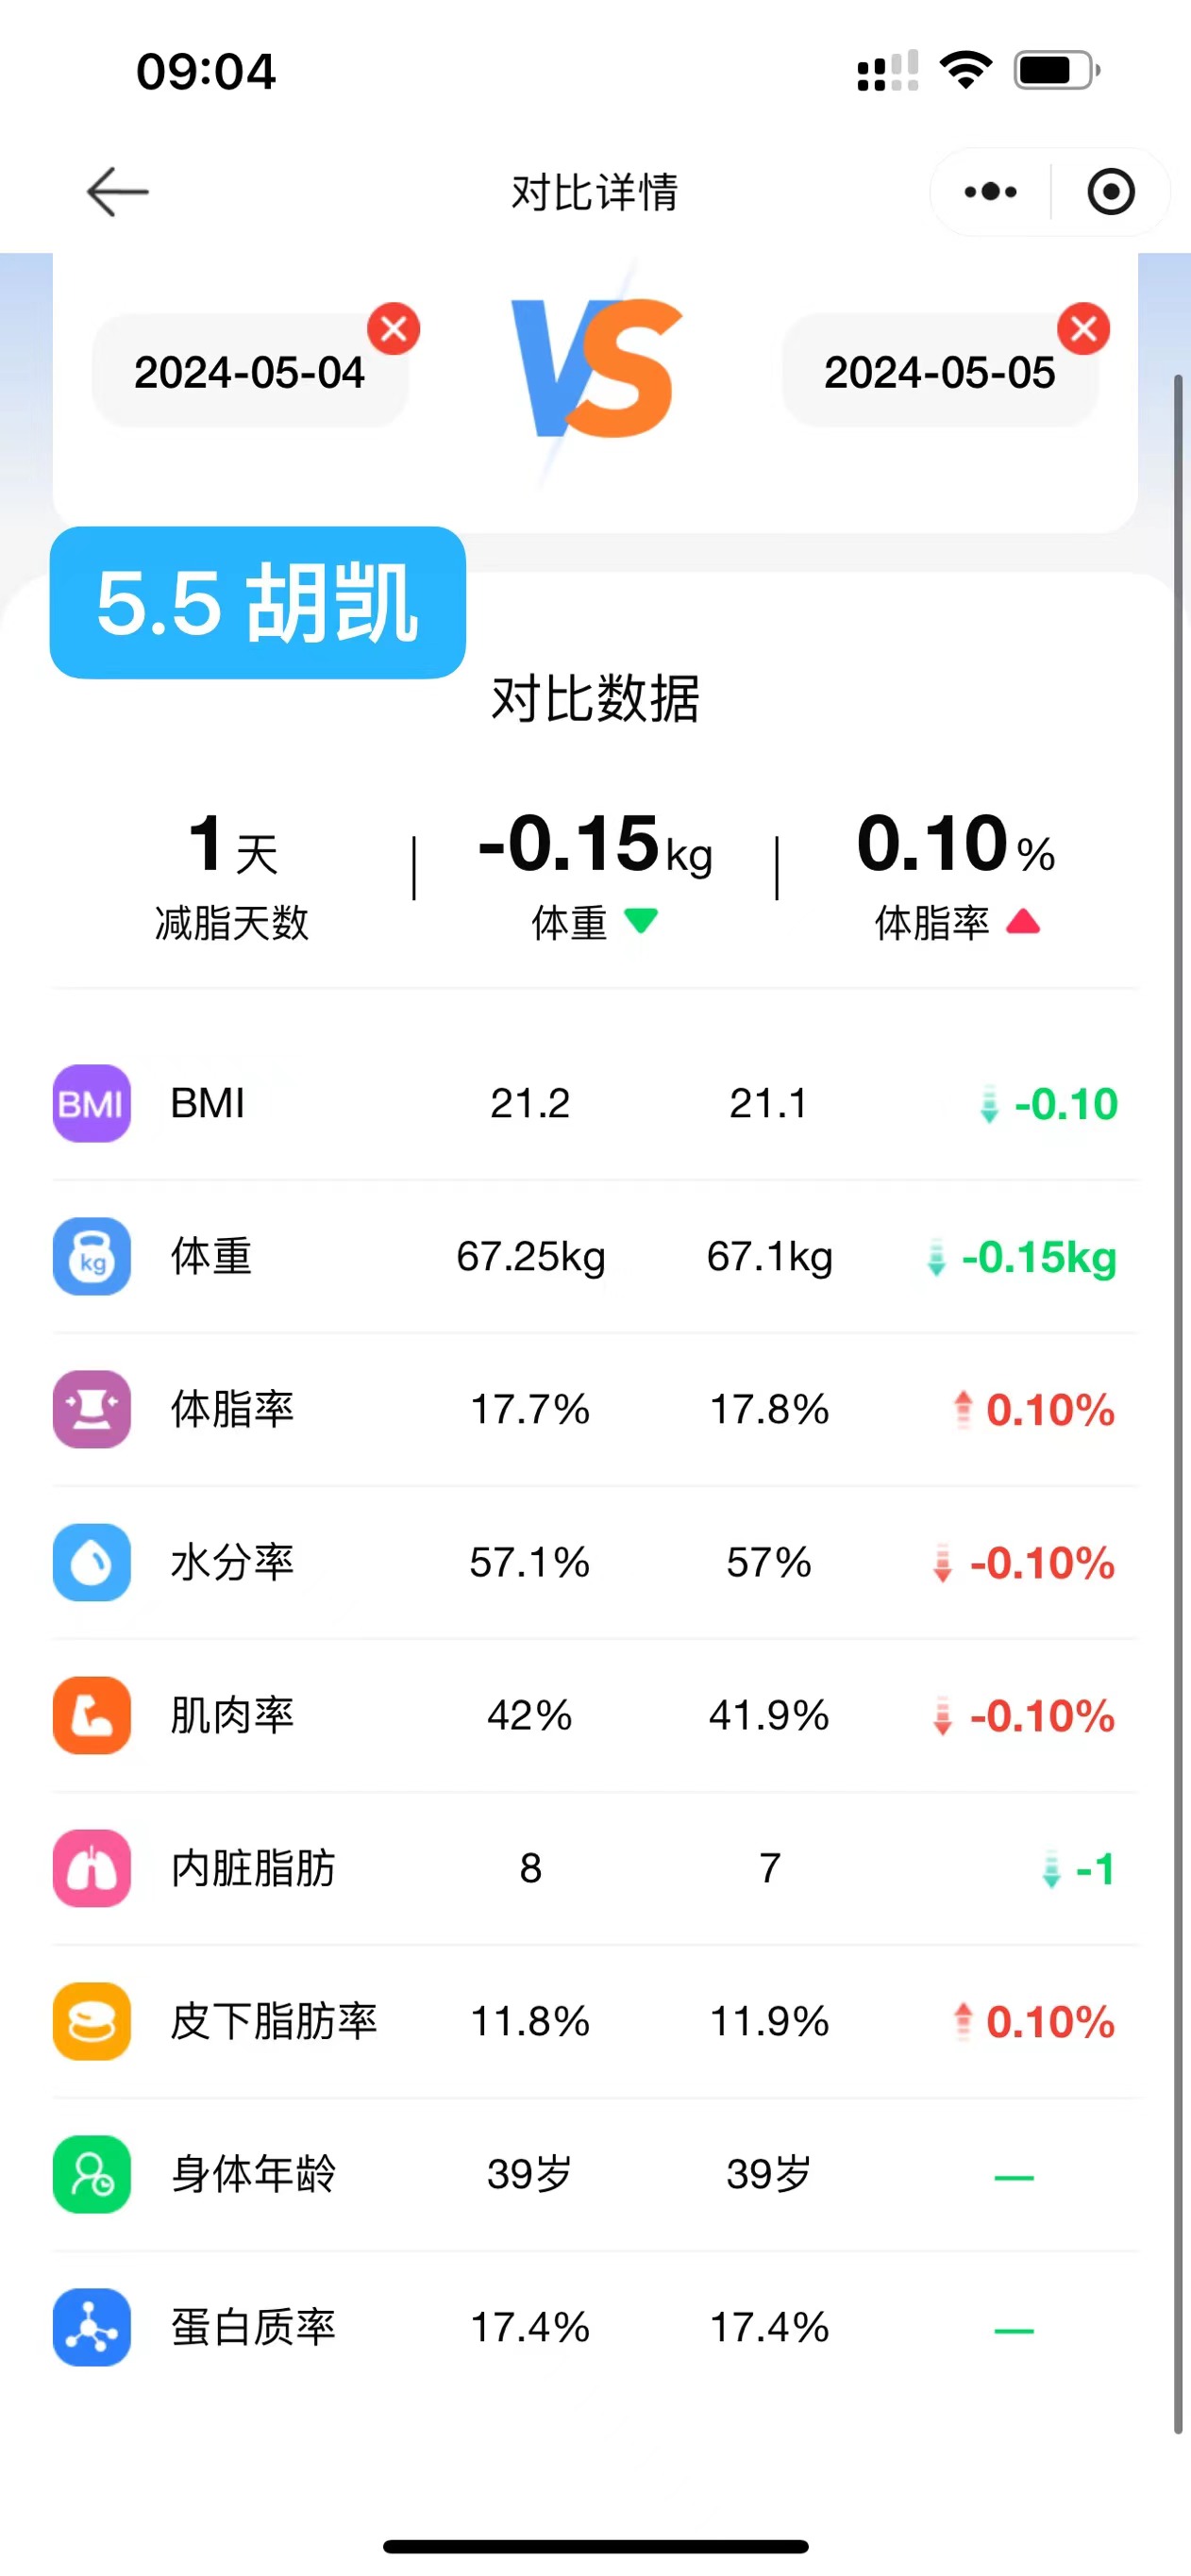 09:04
对比详情
2024-05-04 VS 2024-05-05
5.5 胡凯
对比数据
1天 -0.15kg 0.10%
减脂天数 体重 体脂率
BMI BMI 21.2 21.1 -0.10
kg 体重 67.25kg 67.1kg -0.15kg
体脂率 17.7% 17.8% 0.10%
水分率 57.1% 57% -0.10%
肌肉率 42% 41.9% -0.10%
内脏脂肪 8 7 -1
皮下脂肪率 11.8% 11.9% 0.10%
身体年龄 39岁 39岁 —
蛋白质率 17.4% 17.4% —